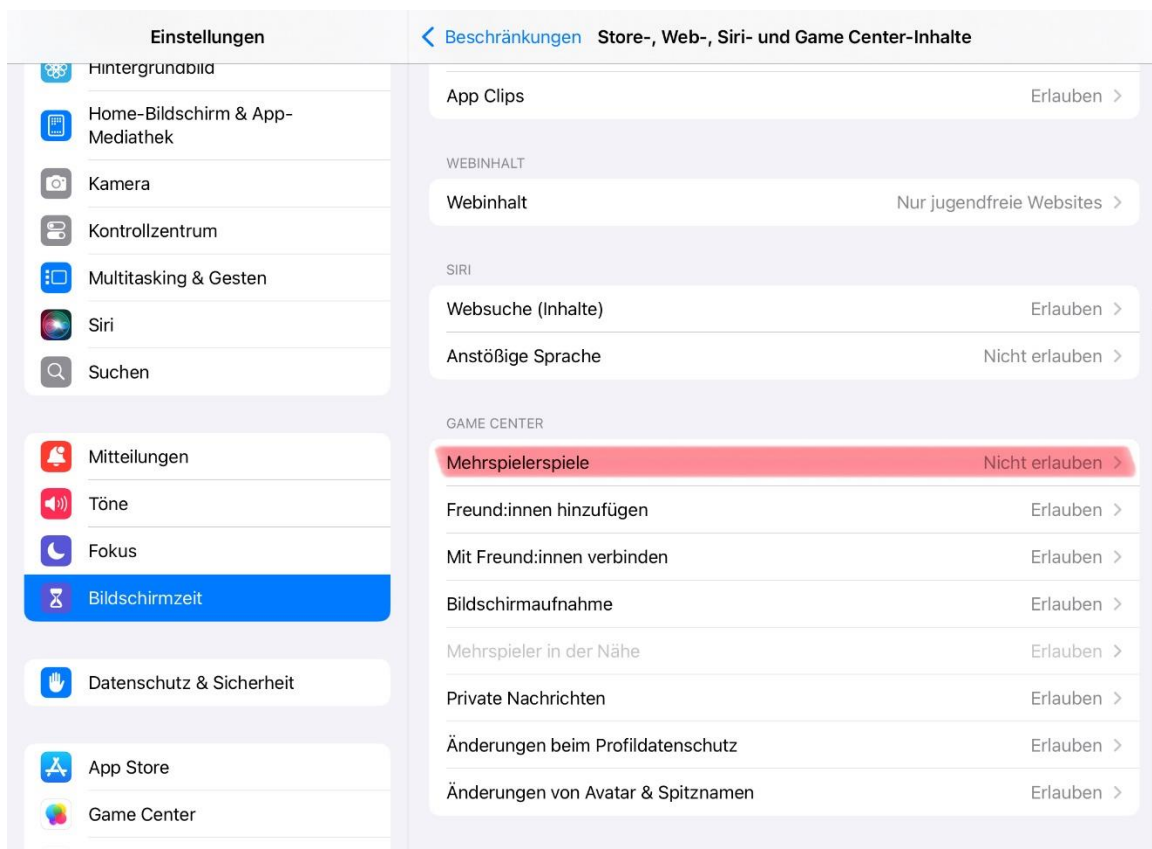 Einstellungen
Hintergrundbild
Home-Bildschirm & App-
Mediathek
Kamera
Kontrollzentrum
Multitasking & Gesten
Siri
Suchen
Mitteilungen
Töne
Fokus
Bildschirmzeit
Datenschutz & Sicherheit
App Store
Game Center
Beschränkungen Store-, Web-, Siri- und Game Center-Inhalte
App Clips Erlauben
WEBINHALT
Webinhalt Nur jugendfreie Websites
SIRI
Websuche (Inhalte) Erlauben
Anstößige Sprache Nicht erlauben
GAME CENTER
Mehrspielerspiele Nicht erlauben
Freund:innen hinzufügen Erlauben
Mit Freund:innen verbinden Erlauben
Bildschirmaufnahme Erlauben
Mehrspieler in der Nähe Erlauben
Private Nachrichten Erlauben
Änderungen beim Profildatenschutz Erlauben
Änderungen von Avatar & Spitznamen Erlauben